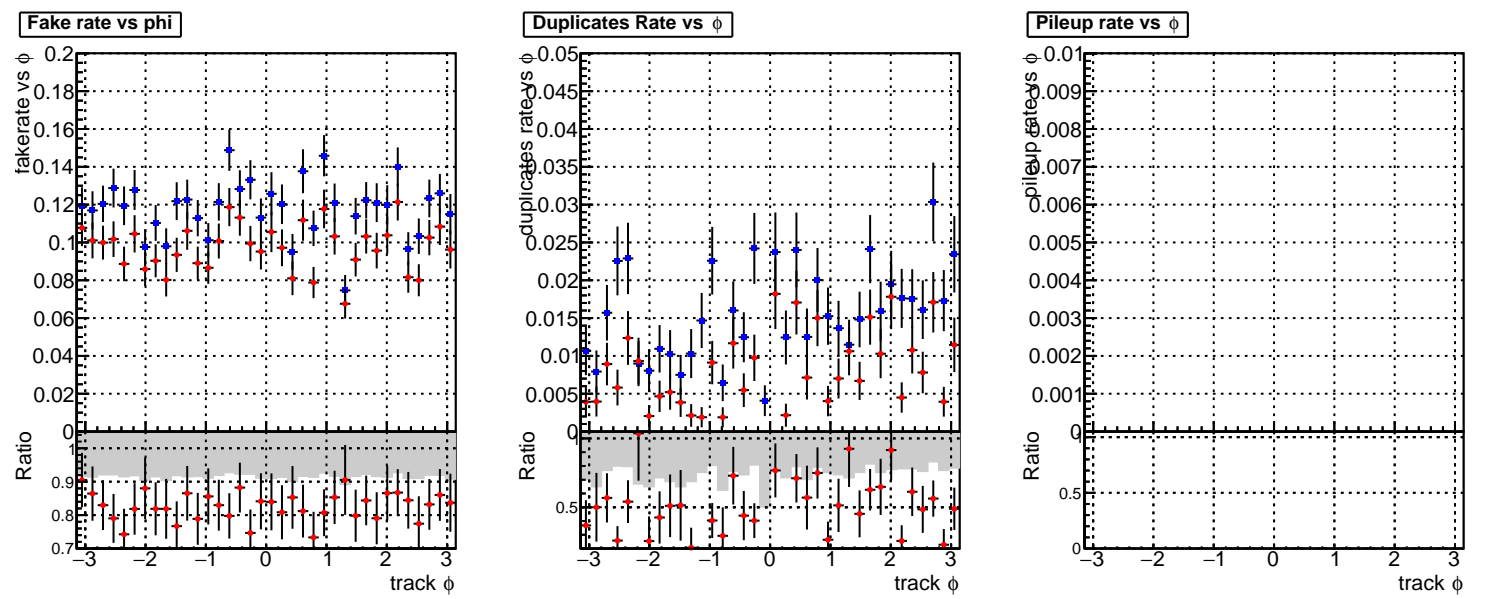 Fake rate vs phi
fakerate vs ϕ
0.2
0.18
0.16
0.14
0.12
0.1
0.08
0.06
0.04
0.02
0
Ratio
1
0.9
0.8
0.7
−3 −2 −1 0 1 2 3
track ϕ
Duplicates Rate vs ϕ
duplicates rate vs ϕ
0.05
0.045
0.04
0.035
0.03
0.025
0.02
0.015
0.01
0.005
0
Ratio
1
0.5
−3 −2 −1 0 1 2 3
track ϕ
Pileup rate vs ϕ
pileup rate vs ϕ
0.01
0.009
0.008
0.007
0.006
0.005
0.004
0.003
0.002
0.001
0
Ratio
1
0.5
0
−3 −2 −1 0 1 2 3
track ϕ